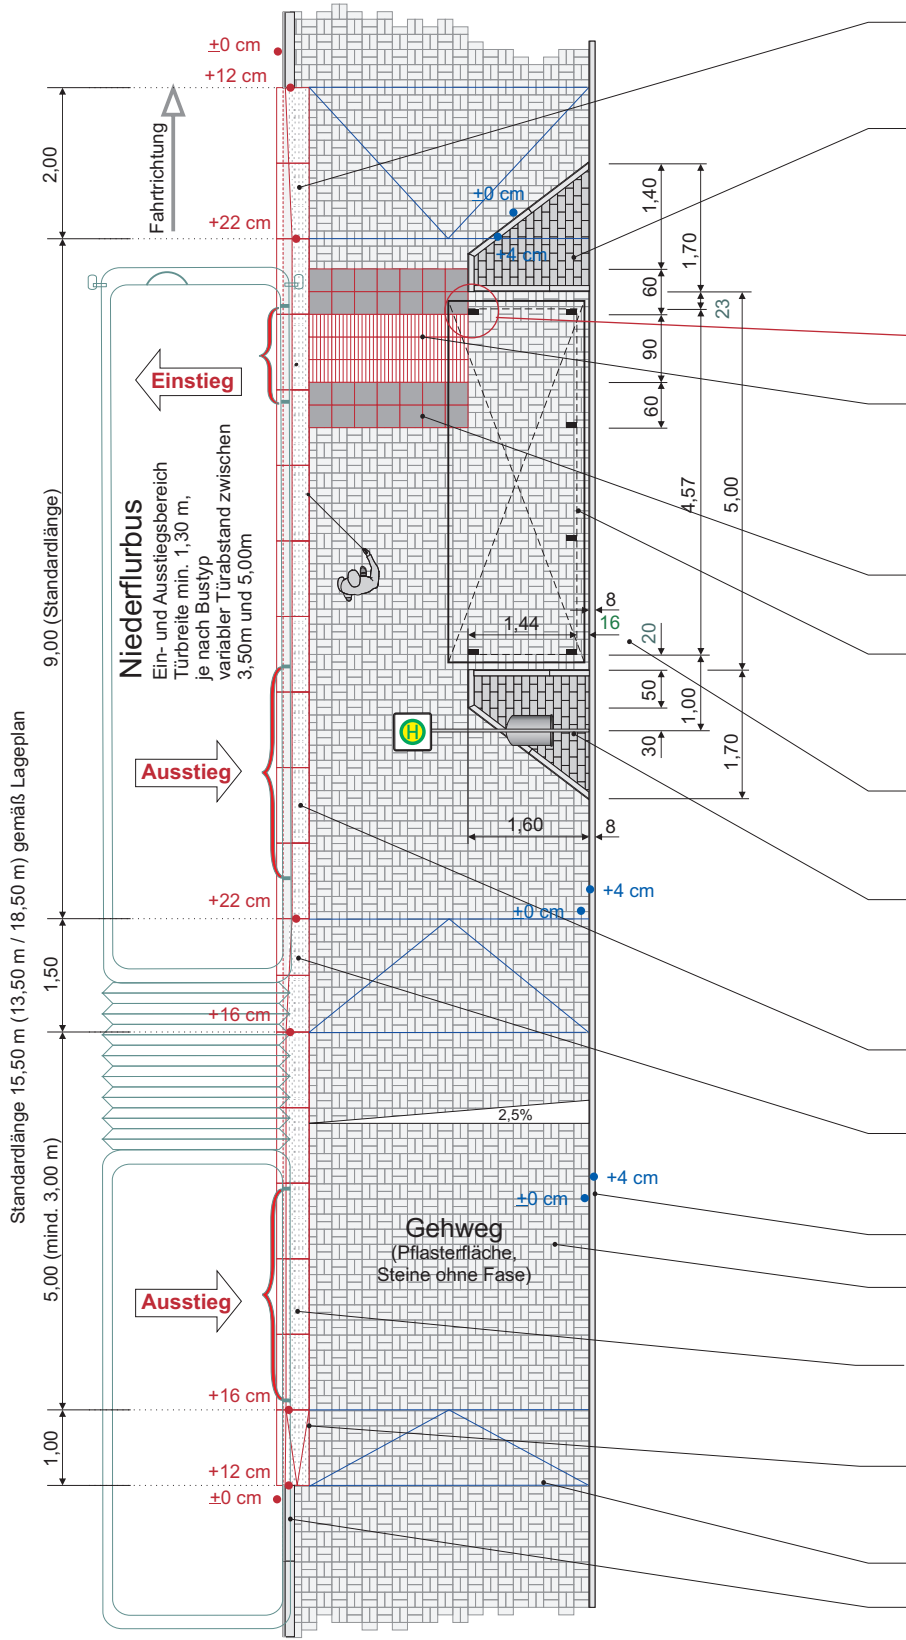 ±0 cm
+12 cm
2,00
Fahrtrichtung
+22 cm
±0 cm
+4 cm
1,40
1,70
60
23
90
60
4,57
5,00
Einstieg
9,00 (Standardlänge)
Niederflurbus
Ein- und Ausstiegsbereich
Türbreite min. 1,30 m,
je nach Bustyp
variabler Türabstand zwischen
3,50m und 5,00m
1,44
8
16
20
50
1,00
30
1,70
H
Ausstieg
Standardlänge 15,50 m (13,50 m / 18,50 m) gemäß Lageplan
1,60
8
+22 cm
+4 cm
+0 cm
1,50
+16 cm
2,5%
+4 cm
±0 cm
5,00 (mind. 3,00 m)
Gehweg
(Pflasterfläche,
Steine ohne Fase)
Ausstieg
+16 cm
1,00
+12 cm
±0 cm